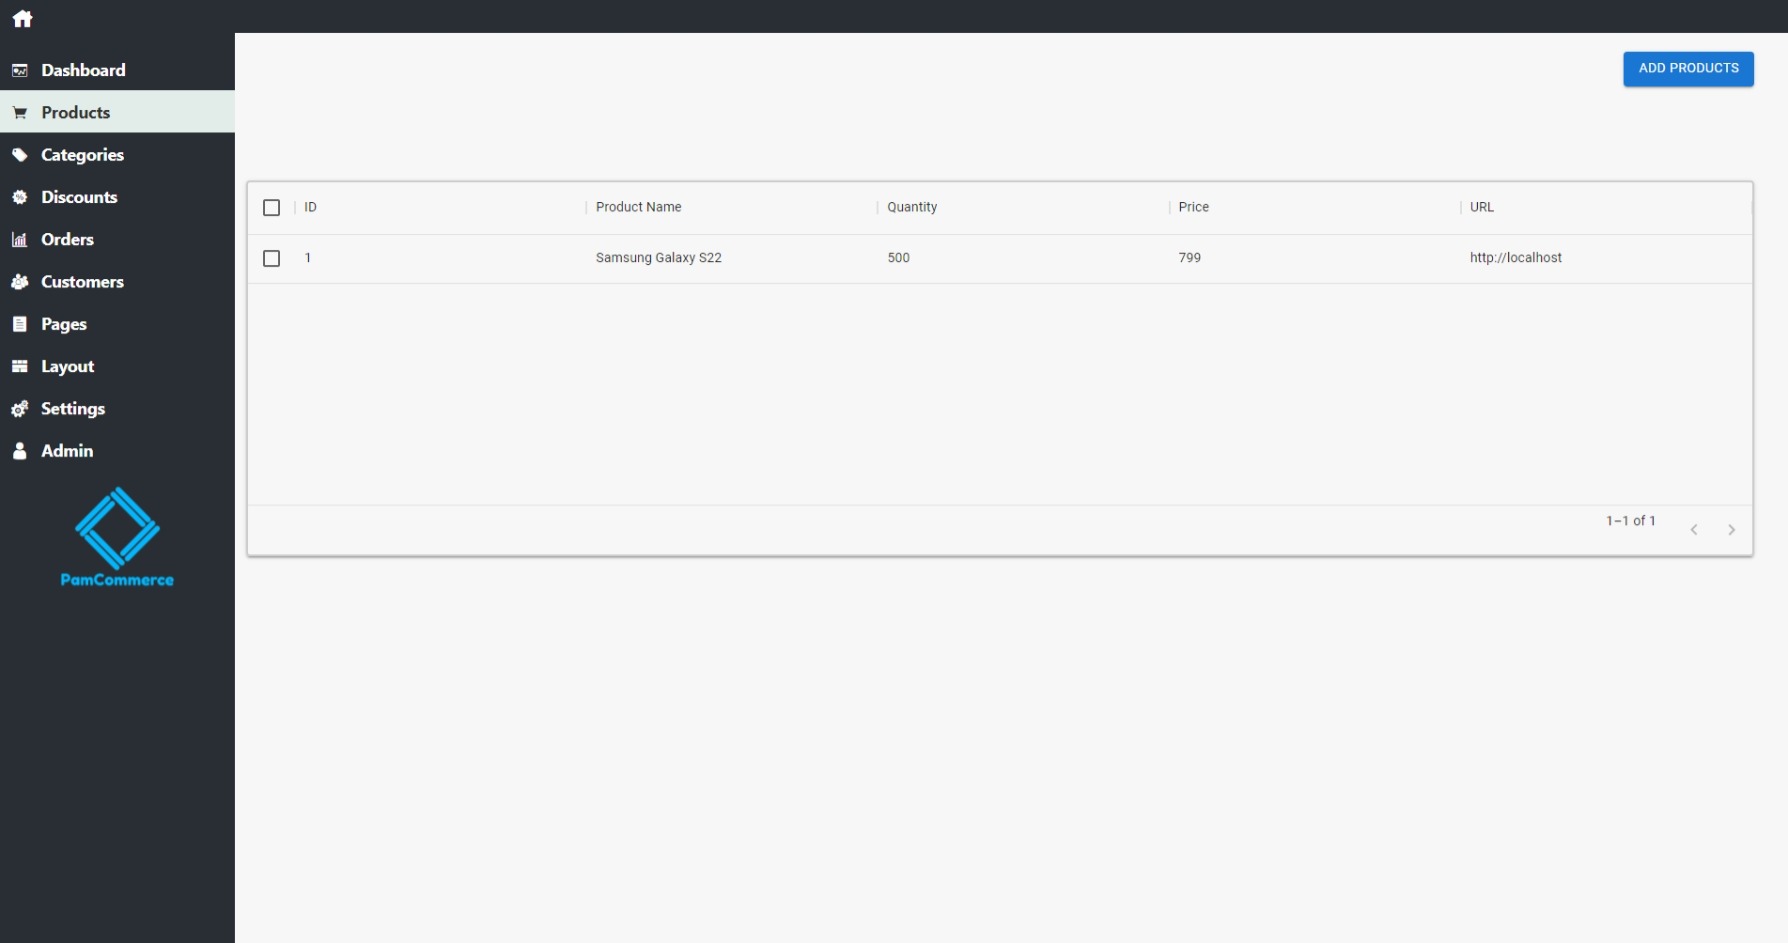 Dashboard
Products
Categories
Discounts
Orders
Customers
Pages
Layout
Settings
Admin
PamCommerce
ADD PRODUCTS
ID Product Name Quantity Price URL
1 Samsung Galaxy S22 500 799 http://localhost
1–1 of 1